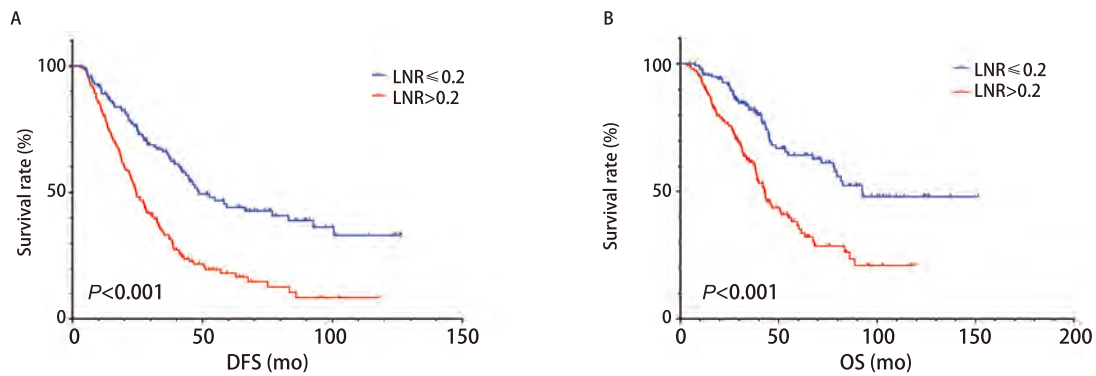 A
100
50
0
Survival rate (%)
LNR≤0.2
LNR>0.2
P<0.001
0 50 100 150
DFS (mo)
B
100
50
0
Survival rate (%)
LNR≤0.2
LNR>0.2
P<0.001
0 50 100 150 200
OS (mo)